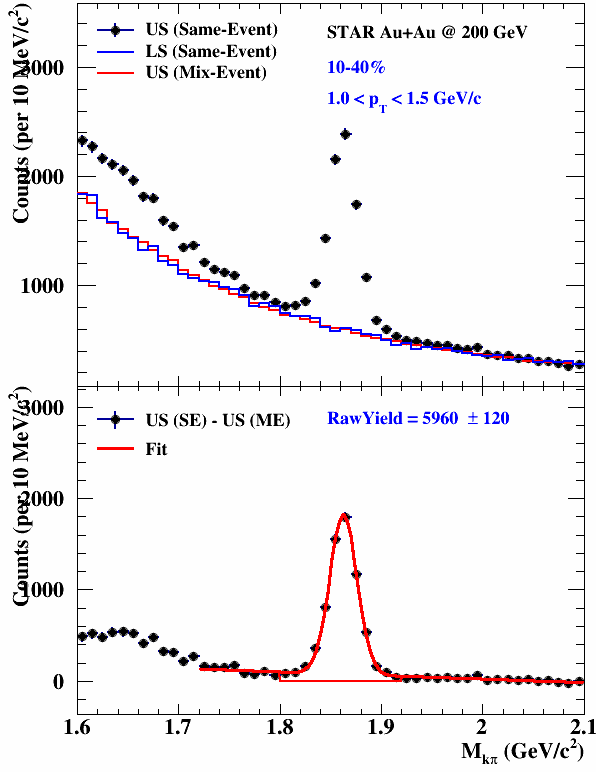 US (Same-Event)
LS (Same-Event)
US (Mix-Event)
STAR Au+Au @ 200 GeV
10-40%
1.0 < p_T < 1.5 GeV/c
Counts (per 10 MeV/c²)
3000
2000
1000
US (SE) - US (ME)
Fit
RawYield = 5960 ± 120
Counts (per 10 MeV/c²)
3000
2000
1000
0
1.6 1.7 1.8 1.9 2 2.1
M_kπ (GeV/c²)